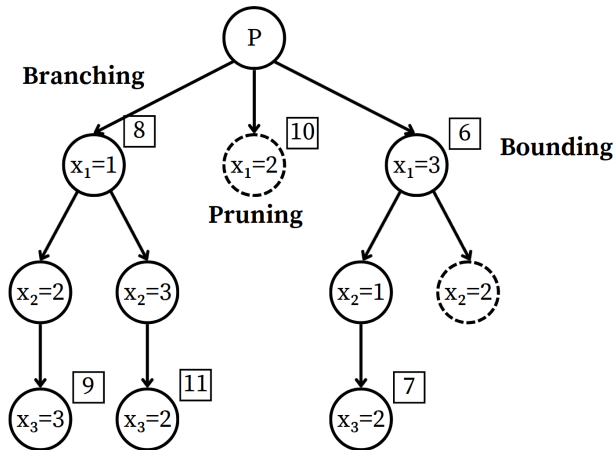 P
Branching
8
10
6
Bounding
x₁=1
x₁=2
x₁=3
Pruning
x₂=2
x₂=3
x₂=1
x₂=2
9
11
7
x₃=3
x₃=2
x₃=2